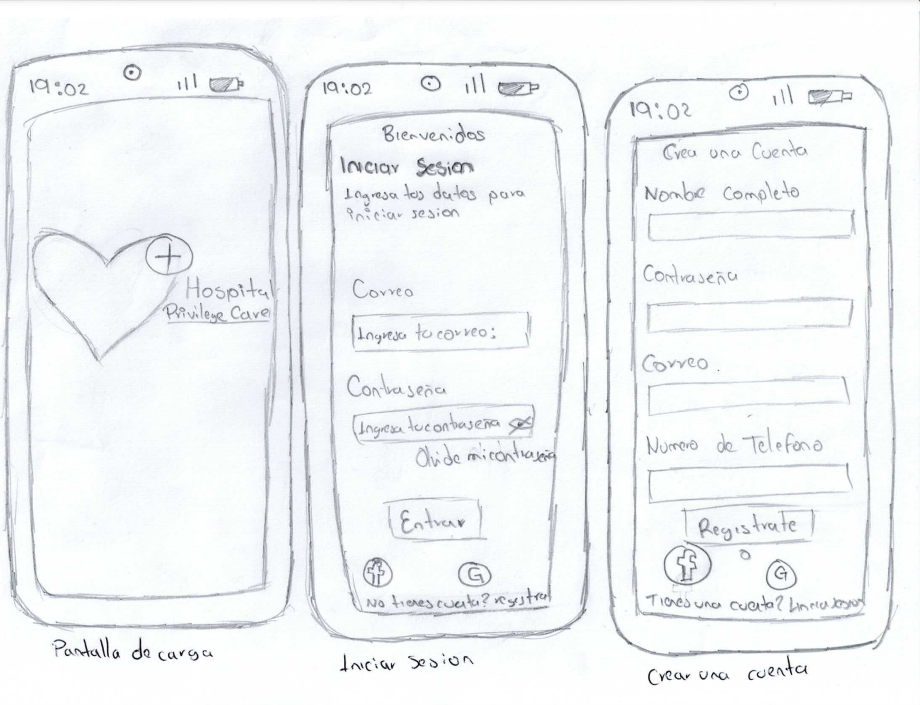 19:02
Hospital
Privilege Care
Pantalla de carga
19:02
Bienvenidos
Iniciar Sesion
Ingresa tus datos para
iniciar sesion
Correo
Ingresa tu correo:
Contraseña
Ingresa tu contraseña
Olvide mi contraseña
Entrar
f G
No tienes cuenta? registra
Iniciar sesion
19:02
Crea una Cuenta
Nombre Completo
Contraseña
Correo.
Numero de Telefono
Registrate
o
f G
Tienes una cuenta? Inicia sesion
Crear una cuenta